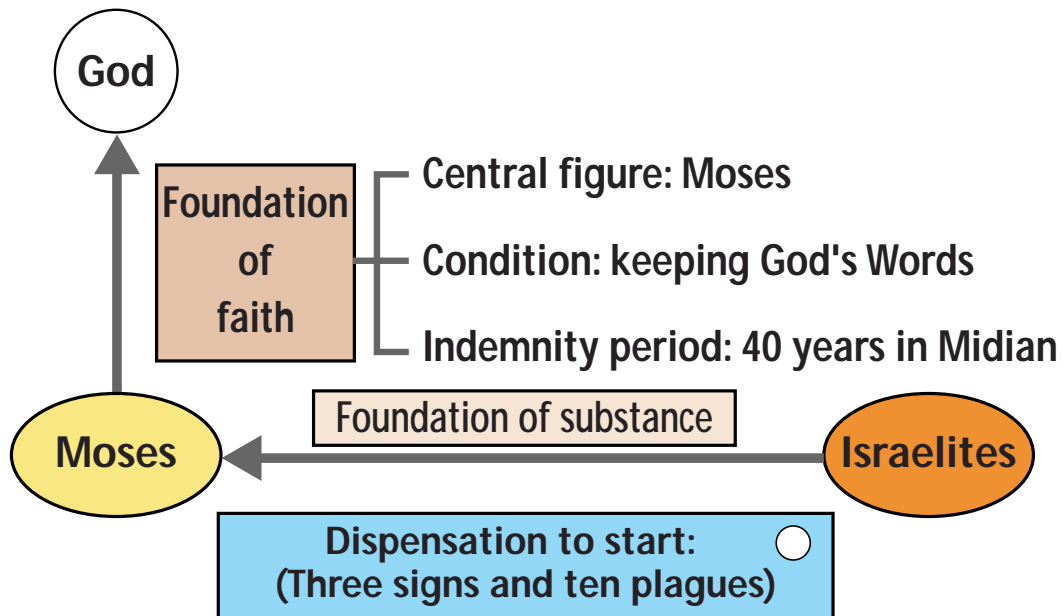 God
Foundation
of
faith
Central figure: Moses
Condition: keeping God's Words
Indemnity period: 40 years in Midian
Foundation of substance
Moses
Israelites
Dispensation to start:
(Three signs and ten plagues)